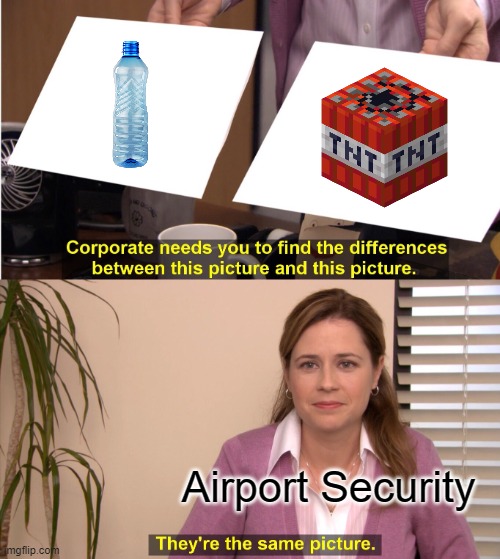 TNT TNT
Corporate needs you to find the differences
between this picture and this picture.
Airport Security
They're the same picture.
imgflip.com